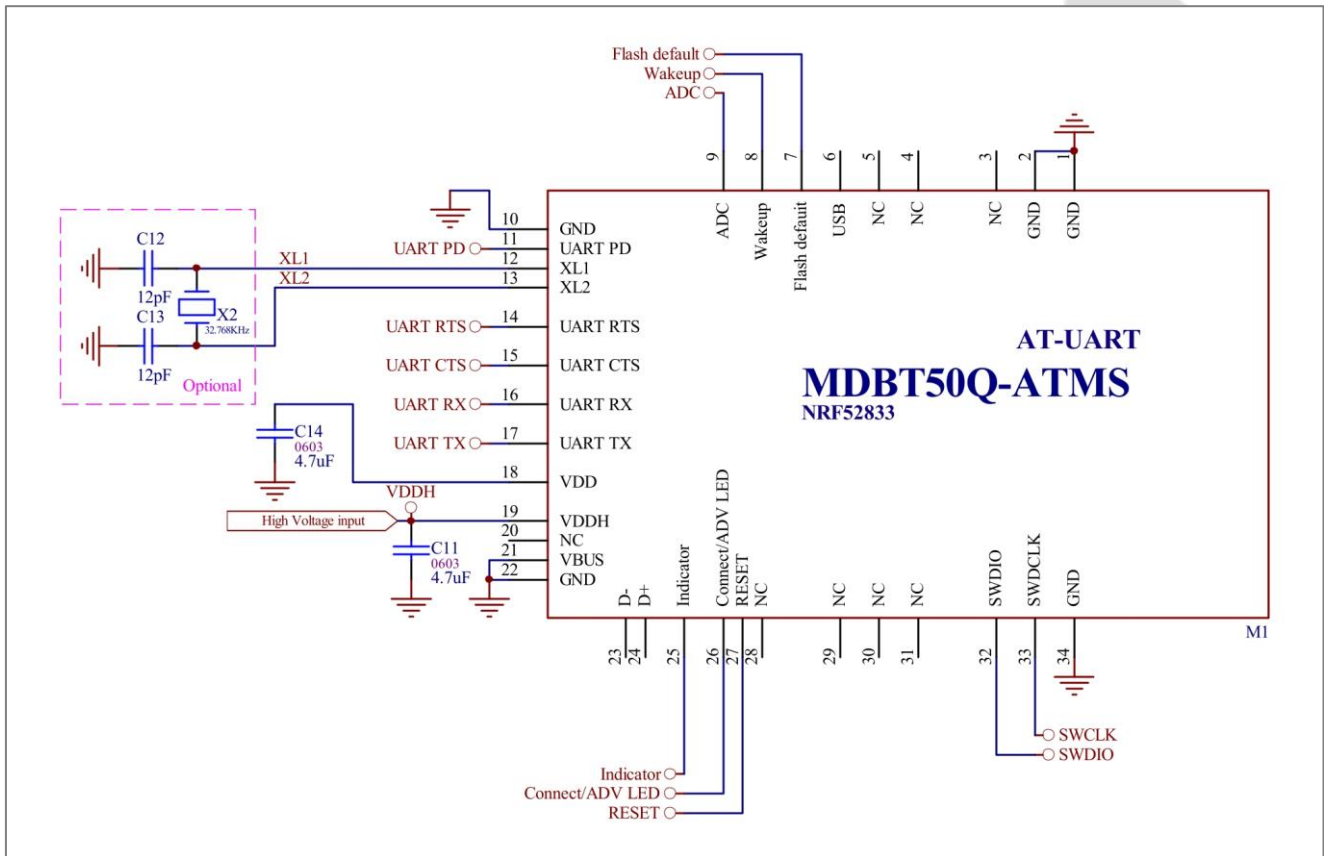 Flash default
Wakeup
ADC
9
8
7
6
5
4
3
2
1
ADC
Wakeup
Flash defauit
USB
NC
NC
NC
GND
GND
C12
12pF
C13
12pF
X2
32.768KHz
Optional
XL1
XL2
10 GND
UART PD 11 UART PD
12 XL1
13 XL2
UART RTS 14 UART RTS
UART CTS 15 UART CTS
UART RX 16 UART RX
UART TX 17 UART TX
C14
0603
4.7uF
18 VDD
VDDH
High Voltage input
19 VDDH
20 NC
21 VBUS
22 GND
C11
0603
4.7uF
AT-UART
MDBT50Q-ATMS
NRF52833
D-
D+
Indicator
Connect/ADV LED
RESET
NC
NC
NC
NC
SWDIO
SWDCLK
GND
M1
23
24
25
26
27
28
29
30
31
32
33
34
SWCLK
SWDIO
Indicator
Connect/ADV LED
RESET